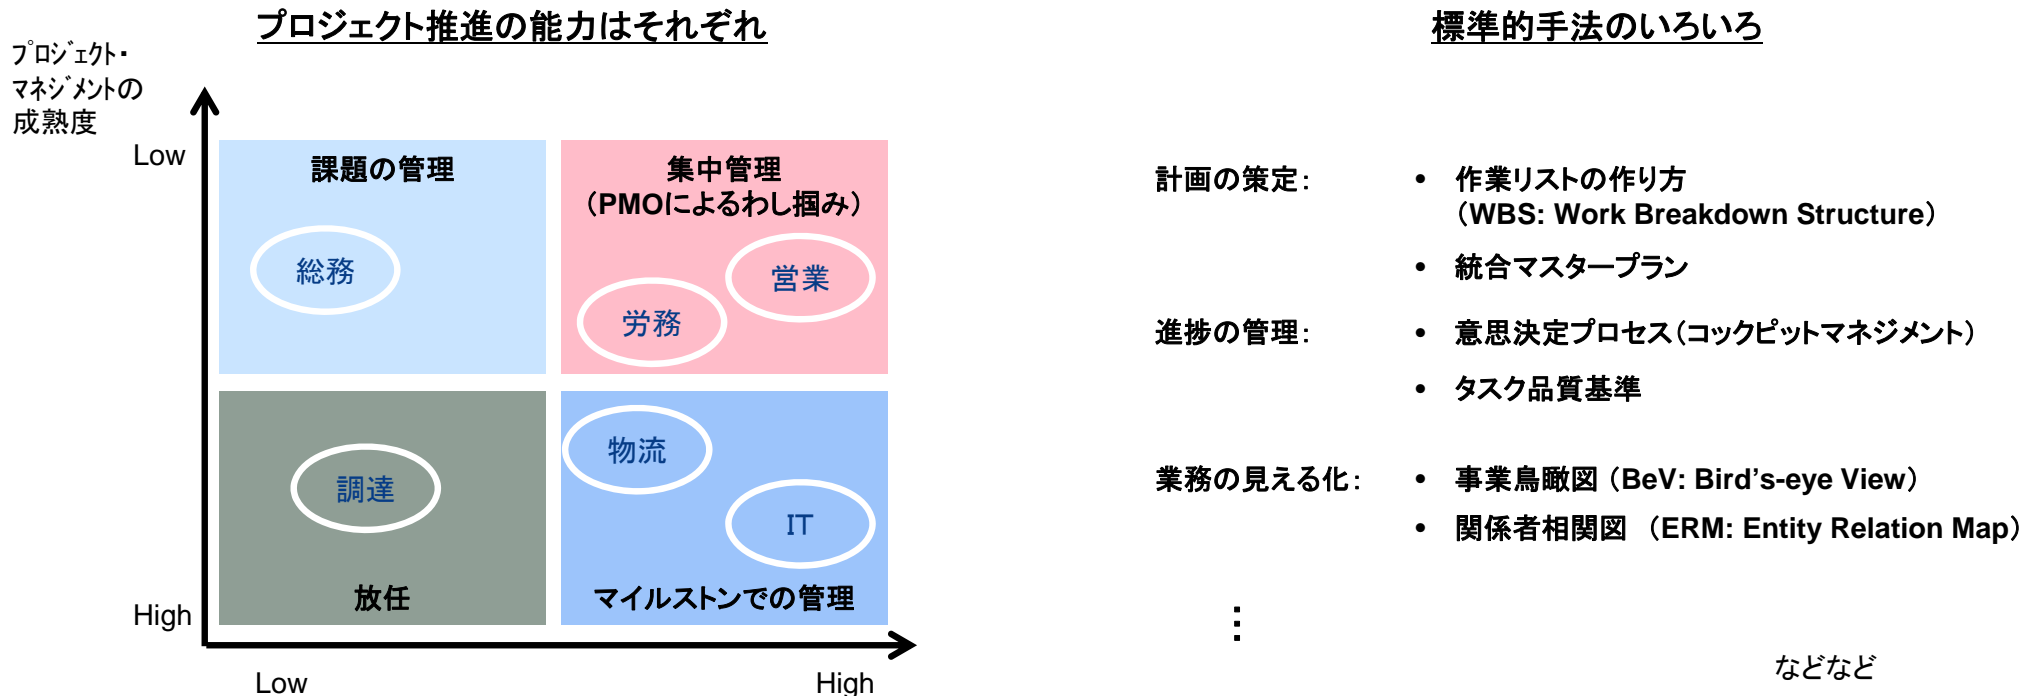 プロジェクト推進の能力はそれぞれ
ﾌﾟﾛｼﾞｪｸﾄ・
ﾏﾈｼﾞﾒﾝﾄの
成熟度
Low
課題の管理
総務
集中管理
（PMOによるわし掴み）
営業
労務
調達
放任
物流
IT
マイルストンでの管理
High
Low
High
標準的手法のいろいろ
計画の策定：
• 作業リストの作り方
（WBS: Work Breakdown Structure）
• 統合マスタープラン
進捗の管理：
• 意思決定プロセス（コックピットマネジメント）
• タスク品質基準
業務の見える化：
• 事業鳥瞰図（BeV: Bird's-eye View）
• 関係者相関図 （ERM: Entity Relation Map）
⋮
などなど